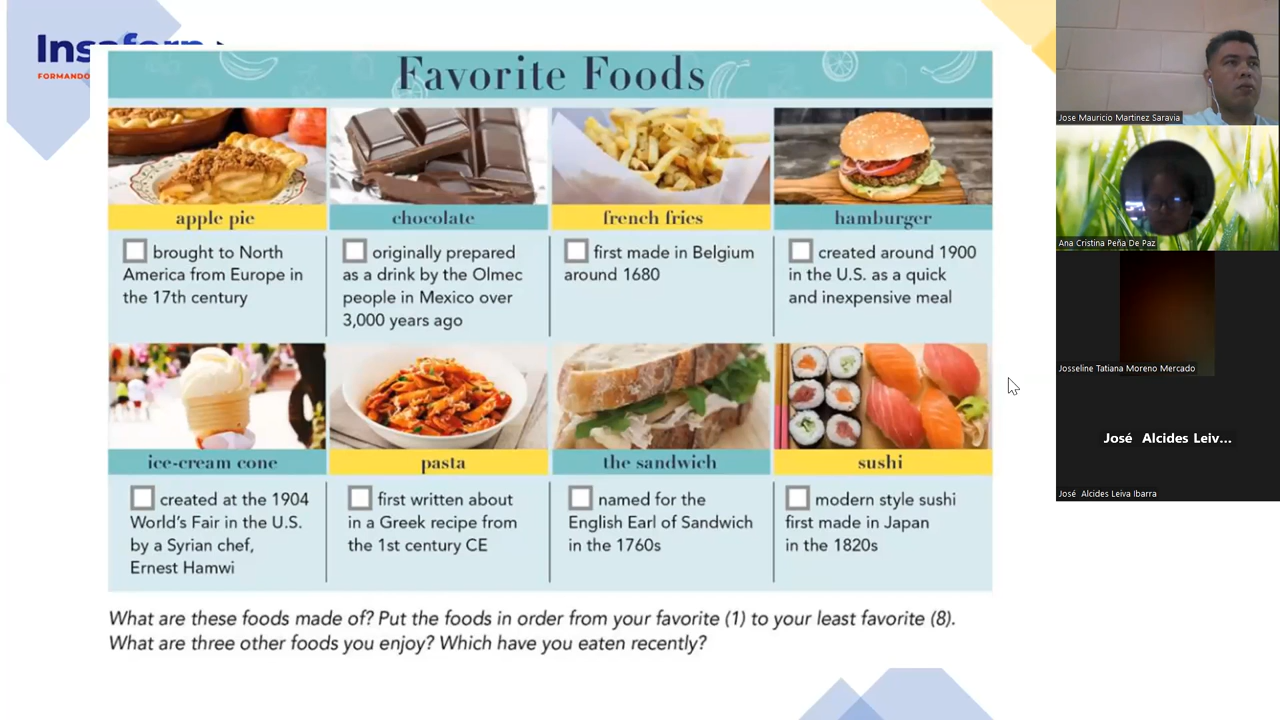 Insaforp
FORMANDO
Favorite Foods
apple pie
brought to North
America from Europe in
the 17th century
chocolate
originally prepared
as a drink by the Olmec
people in Mexico over
3,000 years ago
french fries
first made in Belgium
around 1680
hamburger
created around 1900
in the U.S. as a quick
and inexpensive meal
ice-cream cone
created at the 1904
World's Fair in the U.S.
by a Syrian chef,
Ernest Hamwi
pasta
first written about
in a Greek recipe from
the 1st century CE
the sandwich
named for the
English Earl of Sandwich
in the 1760s
sushi
modern style sushi
first made in Japan
in the 1820s
What are these foods made of? Put the foods in order from your favorite (1) to your least favorite (8).
What are three other foods you enjoy? Which have you eaten recently?
Jose Mauricio Martinez Saravia
Ana Cristina Peña De Paz
Josseline Tatiana Moreno Mercado
José Alcides Leiv...
José Alcides Leiva Ibarra